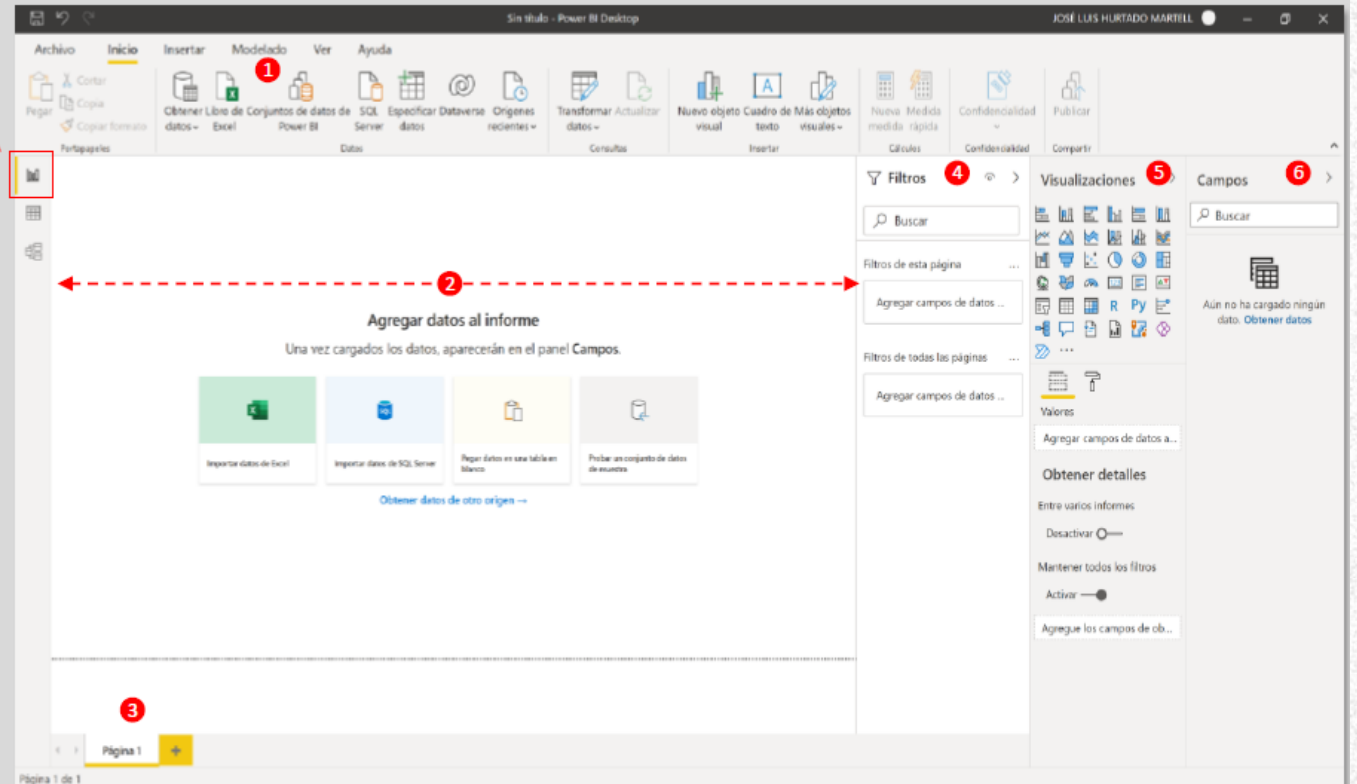 Sin título - Power BI Desktop
JOSÉ LUIS HURTADO MARTELL
Archivo Inicio Insertar Modelado Ver Ayuda
1
Pegar
Cortar
Copia
Copiar formato
Portapapeles
Obtener datos
Libro de Excel
Conjuntos de datos de Power BI
SQL Server
Especificar datos
Dataverse
Orígenes recientes
Datos
Transformar datos
Actualizar
Consultas
Nuevo objeto visual
Cuadro de texto
Más objetos visuales
Insertar
Nueva medida
Medida rápida
Cálculos
Confidencialidad
Confidencialidad
Publicar
Compartir
2
Agregar datos al informe
Una vez cargados los datos, aparecerán en el panel Campos.
Importar datos de Excel
Importar datos de SQL Server
Pegar datos en una tabla en blanco
Probar un conjunto de datos de muestra
Obtener datos de otro origen →
3
Página 1
+
Página 1 de 1
Filtros 4
Buscar
Filtros de esta página ...
Agregar campos de datos ...
Filtros de todas las páginas ...
Agregar campos de datos ...
Visualizaciones 5
R Py
...
Valores
Agregar campos de datos a...
Obtener detalles
Entre varios informes
Desactivar
Mantener todos los filtros
Activar
Agregue los campos de ob...
Campos 6
Buscar
Aún no ha cargado ningún
dato. Obtener datos